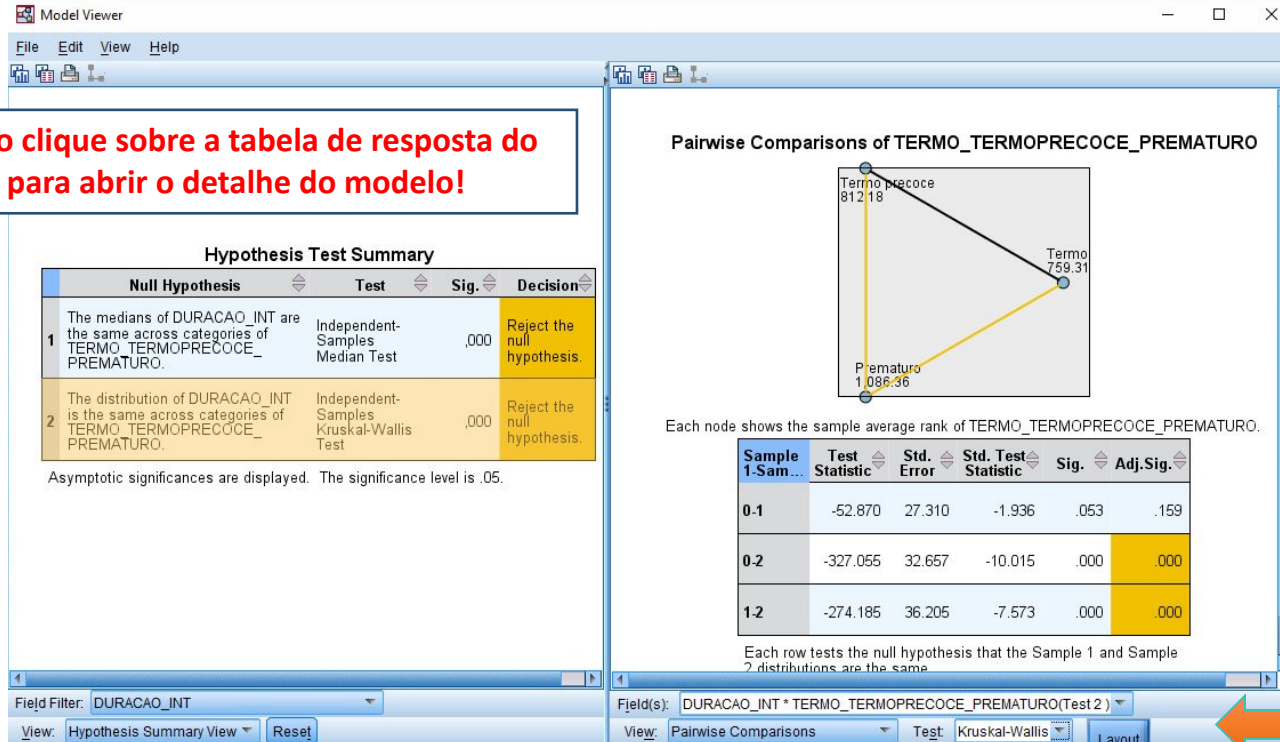 Model Viewer
File Edit View Help
o clique sobre a tabela de resposta do
para abrir o detalhe do modelo!
Hypothesis Test Summary
Null Hypothesis Test Sig. Decision
1 The medians of DURACAO_INT are the same across categories of TERMO_TERMOPRECOCE_PREMATURO. Independent-Samples Median Test ,000 Reject the null hypothesis.
2 The distribution of DURACAO_INT is the same across categories of TERMO_TERMOPRECOCE_PREMATURO. Independent-Samples Kruskal-Wallis Test ,000 Reject the null hypothesis.
Asymptotic significances are displayed. The significance level is .05.
Field Filter: DURACAO_INT
View: Hypothesis Summary View Reset
Pairwise Comparisons of TERMO_TERMOPRECOCE_PREMATURO
Termo precoce
812.18
Termo
759.31
Prematuro
1,086.36
Each node shows the sample average rank of TERMO_TERMOPRECOCE_PREMATURO.
Sample 1-Sam... Test Statistic Std. Error Std. Test Statistic Sig. Adj.Sig.
0-1 -52.870 27.310 -1.936 .053 .159
0-2 -327.055 32.657 -10.015 .000 .000
1-2 -274.185 36.205 -7.573 .000 .000
Each row tests the null hypothesis that the Sample 1 and Sample
2 distributions are the same
Field(s): DURACAO_INT * TERMO_TERMOPRECOCE_PREMATURO(Test 2)
View: Pairwise Comparisons Test: Kruskal-Wallis Layout